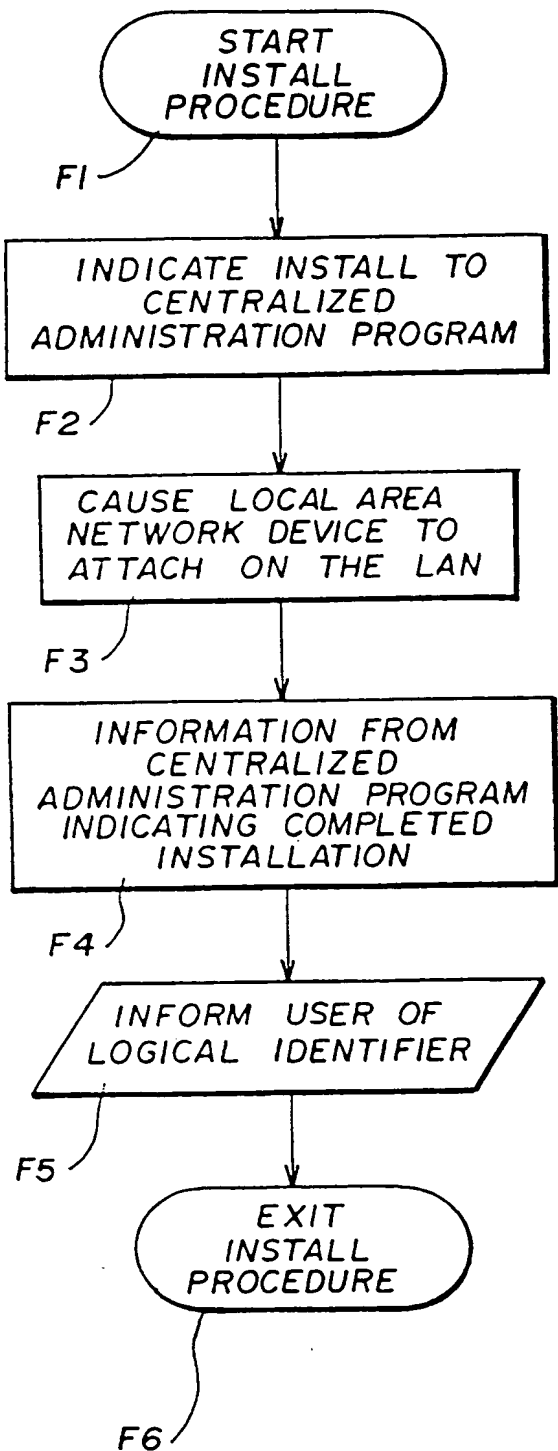 START
INSTALL
PROCEDURE
F1
INDICATE INSTALL TO
CENTRALIZED
ADMINISTRATION PROGRAM
F2
CAUSE LOCAL AREA
NETWORK DEVICE TO
ATTACH ON THE LAN
F3
INFORMATION FROM
CENTRALIZED
ADMINISTRATION PROGRAM
INDICATING COMPLETED
INSTALLATION
F4
INFORM USER OF
LOGICAL IDENTIFIER
F5
EXIT
INSTALL
PROCEDURE
F6